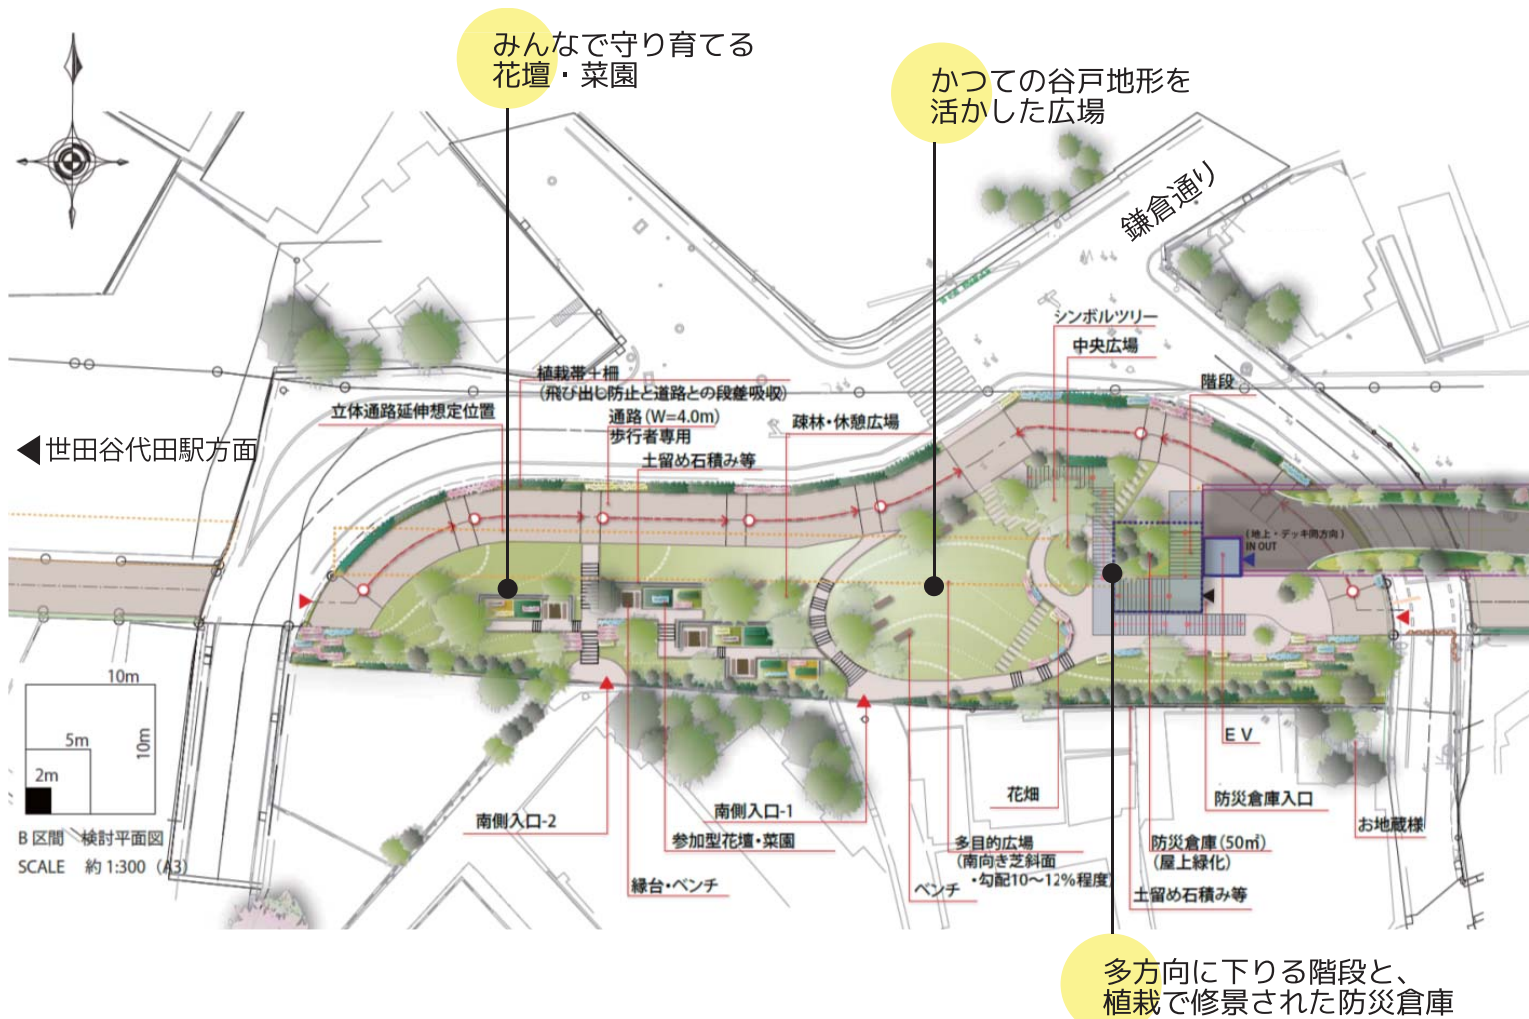 みんなで守り育てる
花壇・菜園
かつての谷戸地形を
活かした広場
鎌倉通り
シンボルツリー
中央広場
階段
植栽帯+柵
(飛び出し防止と道路との段差吸収)
立体通路延伸想定位置
通路(W=4.0m)
歩行者専用
疎林・休憩広場
土留め石積み等
世田谷代田駅方面
(地上・デッキ両方向)
IN OUT
10m
5m
10m
2m
B区間 検討平面図
SCALE 約1:300 (A3)
南側入口-2
南側入口-1
参加型花壇・菜園
縁台・ベンチ
花畑
多目的広場
(南向き芝斜面
・勾配10〜12%程度)
ベンチ
EV
防災倉庫入口
お地蔵様
防災倉庫(50㎡)
(屋上緑化)
土留め石積み等
多方向に下りる階段と、
植栽で修景された防災倉庫